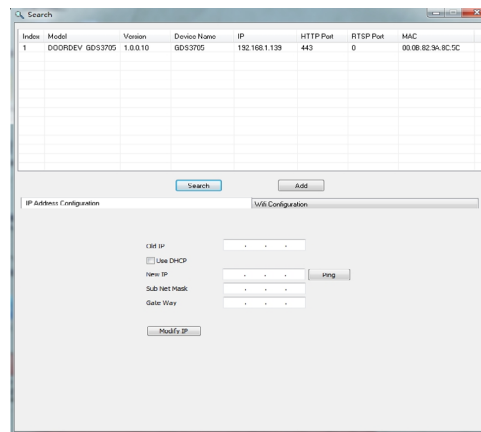 Search
Index Model Version Device Name IP HTTP Port RTSP Port MAC
1 DOORDEV GDS3705 1.0.0.10 GDS3705 192.168.1.139 443 0 00.0B.82.9A.8C.5C
Search Add
IP Address Configuration Wifi Configuration
Old IP . . .
Use DHCP
New IP . . . Ping
Sub Net Mask . . .
Gate Way . . .
Modify IP